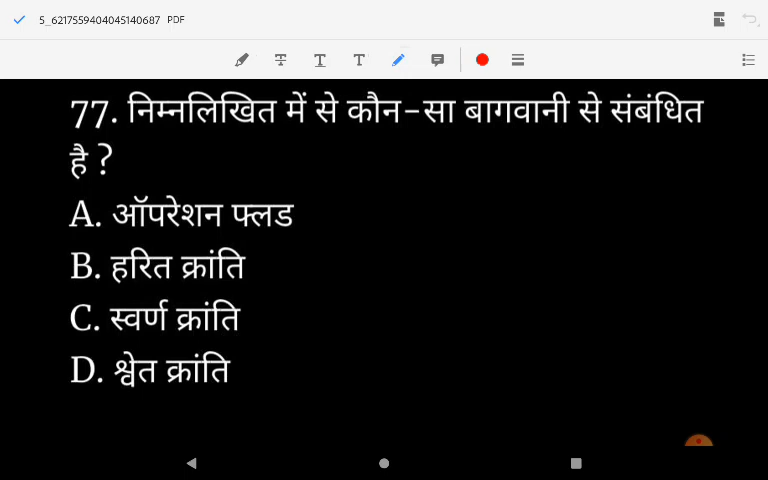 5_6217559404045140687 PDF
77. निम्नलिखित में से कौन-सा बागवानी से संबंधित
है ?
A. ऑपरेशन फ्लड
B. हरित क्रांति
C. स्वर्ण क्रांति
D. श्वेत क्रांति